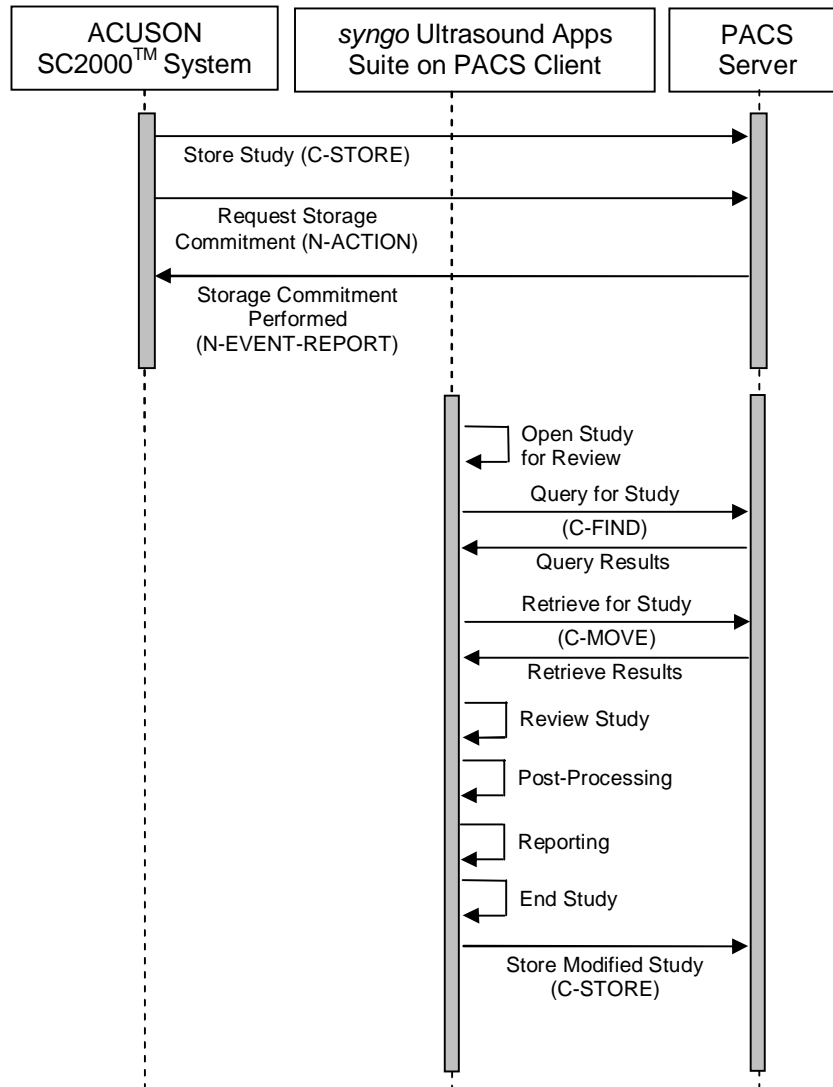 ACUSON
SC2000™ System
syngo Ultrasound Apps
Suite on PACS Client
PACS
Server
Store Study (C-STORE)
Request Storage
Commitment (N-ACTION)
Storage Commitment
Performed
(N-EVENT-REPORT)
Open Study
for Review
Query for Study
(C-FIND)
Query Results
Retrieve for Study
(C-MOVE)
Retrieve Results
Review Study
Post-Processing
Reporting
End Study
Store Modified Study
(C-STORE)